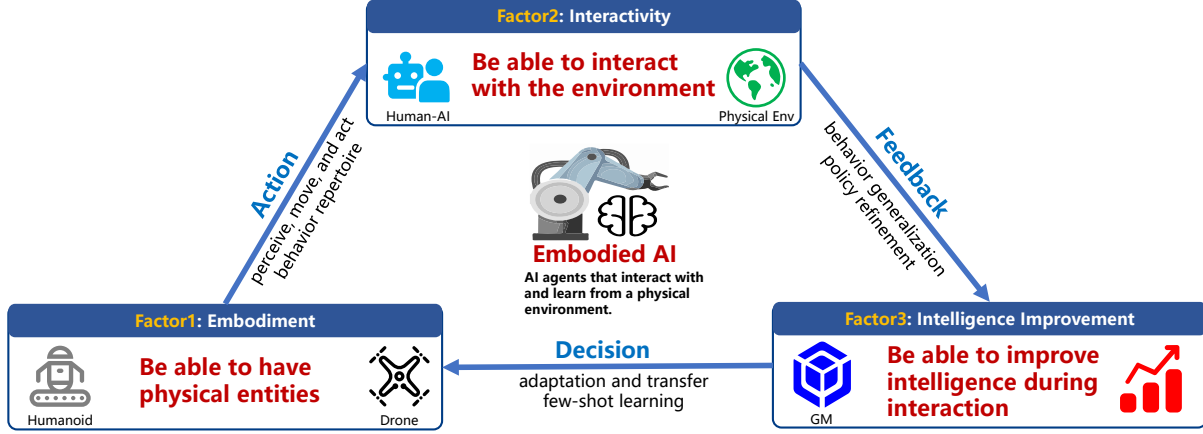 Factor2: Interactivity
Be able to interact
with the environment
Human-AI
Physical Env
Action
perceive, move, and act
behavior repertoire
Feedback
behavior generalization
policy refinement
Embodied AI
AI agents that interact with
and learn from a physical
environment.
Factor1: Embodiment
Be able to have
physical entities
Humanoid
Drone
Decision
adaptation and transfer
few-shot learning
Factor3: Intelligence Improvement
Be able to improve
intelligence during
interaction
GM